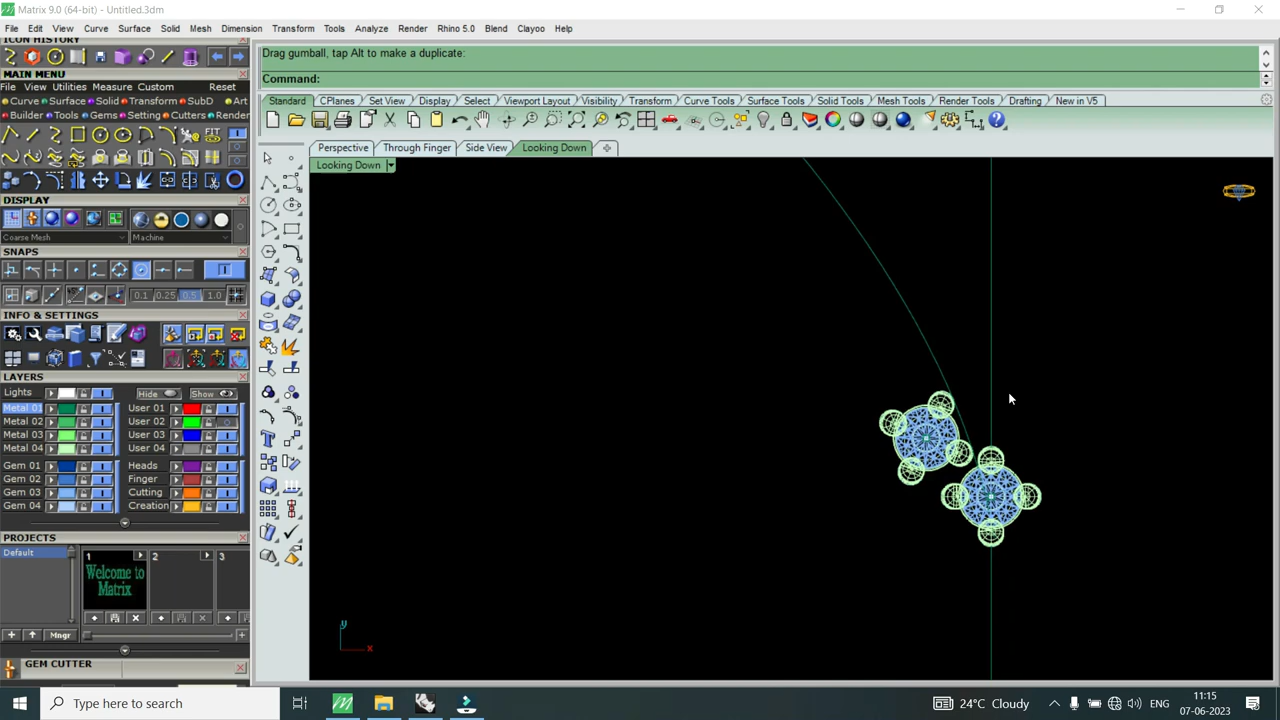 Matrix 9.0 (64-bit) - Untitled.3dm
File Edit View Curve Surface Solid Mesh Dimension Transform Tools Analyze Render Rhino 5.0 Blend Clayoo Help
ICON HISTORY
Drag gumball, tap Alt to make a duplicate:
Command:
MAIN MENU
File View Utilities Measure Custom Reset
Curve Surface Solid Transform SubD Art
Builder Tools Gems Setting Cutters Render
Standard CPlanes Set View Display Select Viewport Layout Visibility Transform Curve Tools Surface Tools Solid Tools Mesh Tools Render Tools Drafting New in V5
FIT
Perspective Through Finger Side View Looking Down
Looking Down
DISPLAY
Coarse Mesh Machine
SNAPS
0.1 0.25 0.5 1.0
INFO & SETTINGS
LAYERS
Lights Hide Show
Metal 01 User 01
Metal 02 User 02
Metal 03 User 03
Metal 04 User 04
Gem 01 Heads
Gem 02 Finger
Gem 03 Cutting
Gem 04 Creation
PROJECTS
Default 1 2 3
Welcome to Matrix
Mngr
GEM CUTTER
y
x
Type here to search
24°C Cloudy
ENG
11:15
07-06-2023